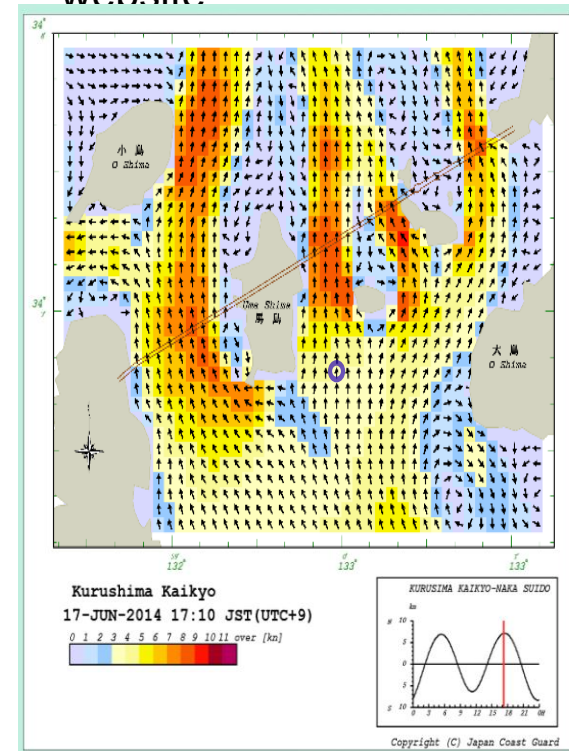 website
34°
小 島
O Shima
34°
Uma Shima
馬 島
大 島
O Shima
132°
133°
Kurushima Kaikyo
17-JUN-2014 17:10 JST(UTC+9)
0 1 2 3 4 5 6 7 8 9 10 11 over [kn]
KURUSIMA KAIKYO-NAKA SUIDO
kn
N 10
5
0
5
S 10
0 3 6 9 12 15 18 21 0H
Copyright (C) Japan Coast Guard